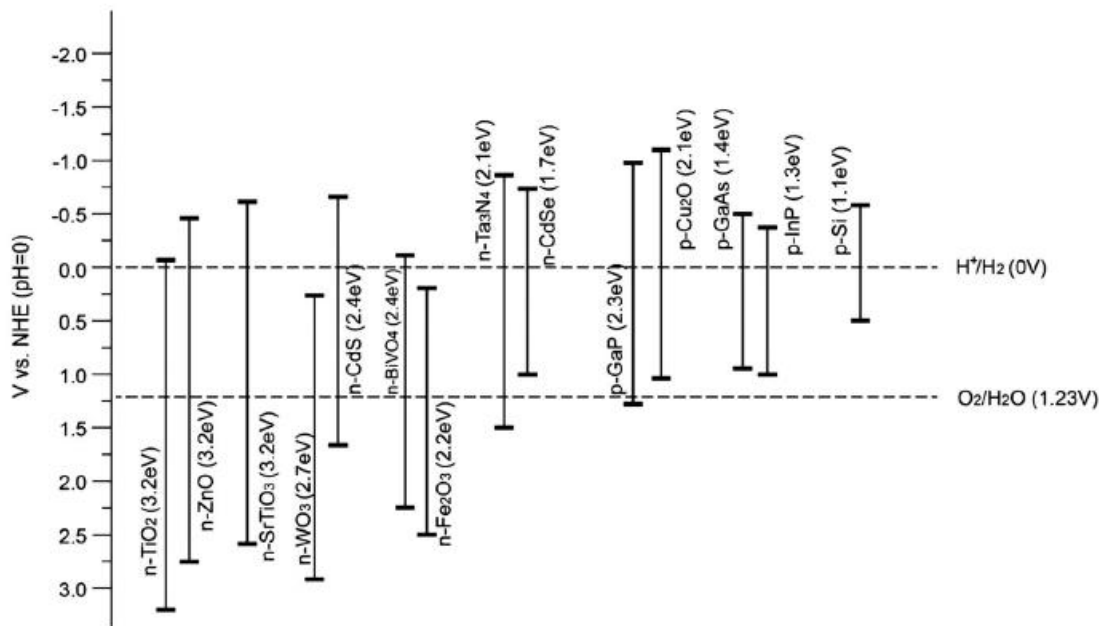 V vs. NHE (pH=0)
-2.0
-1.5
-1.0
-0.5
0.0
0.5
1.0
1.5
2.0
2.5
3.0
n-TiO₂ (3.2eV)
n-ZnO (3.2eV)
n-SrTiO₃ (3.2eV)
n-WO₃ (2.7eV)
n-CdS (2.4eV)
n-BiVO₄ (2.4eV)
n-Fe₂O₃ (2.2eV)
n-Ta₃N₄ (2.1eV)
n-CdSe (1.7eV)
p-GaP (2.3eV)
p-Cu₂O (2.1eV)
p-GaAs (1.4eV)
p-InP (1.3eV)
p-Si (1.1eV)
H⁺/H₂ (0V)
O₂/H₂O (1.23V)